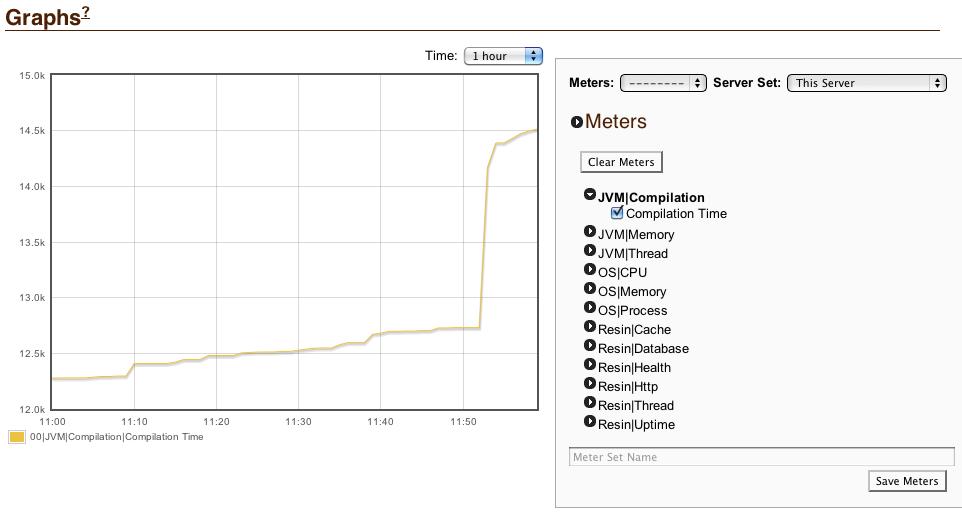 Graphs?
Time: 1 hour
15.0k
14.5k
14.0k
13.5k
13.0k
12.5k
12.0k
11:00 11:10 11:20 11:30 11:40 11:50
00|JVM|Compilation|Compilation Time
Meters: -------- Server Set: This Server
Meters
Clear Meters
JVM|Compilation
Compilation Time
JVM|Memory
JVM|Thread
OS|CPU
OS|Memory
OS|Process
Resin|Cache
Resin|Database
Resin|Health
Resin|Http
Resin|Thread
Resin|Uptime
Meter Set Name
Save Meters